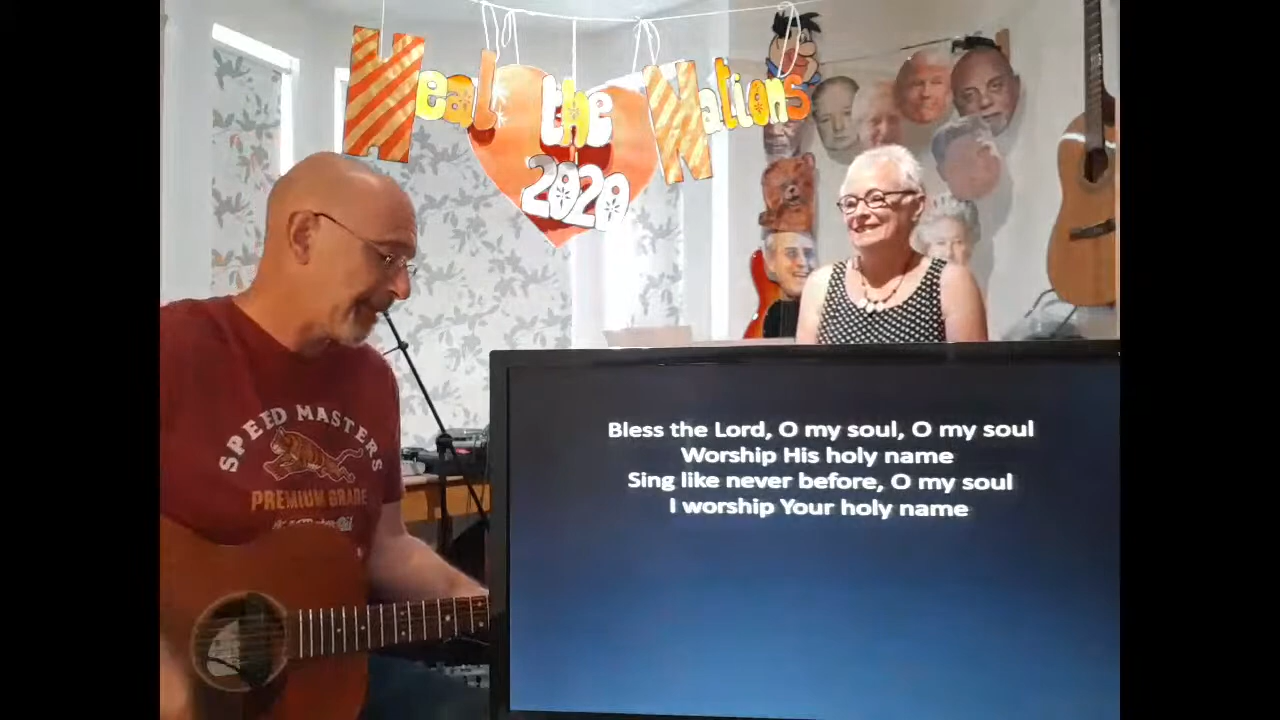 Heal the Nations
2020
SPEED MASTERS
PREMIUM GRADE
Bless the Lord, O my soul, O my soul
Worship His holy name
Sing like never before, O my soul
I worship Your holy name